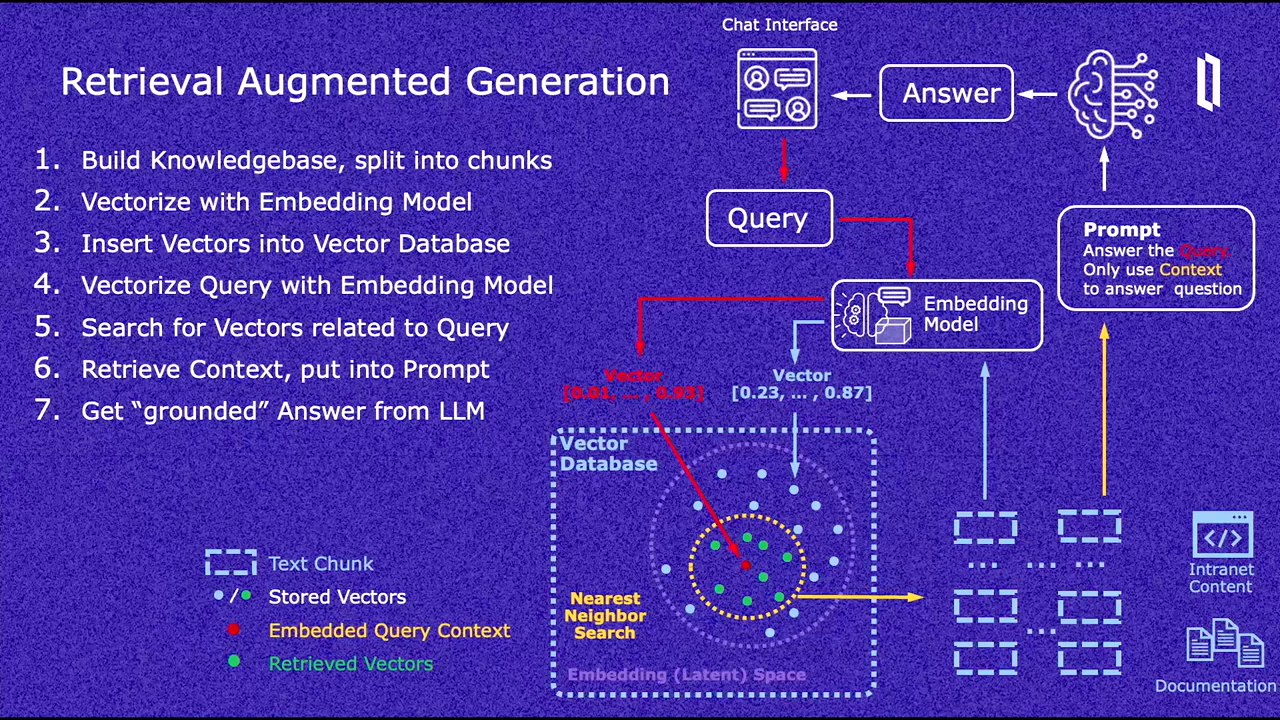 Retrieval Augmented Generation
1. Build Knowledgebase, split into chunks
2. Vectorize with Embedding Model
3. Insert Vectors into Vector Database
4. Vectorize Query with Embedding Model
5. Search for Vectors related to Query
6. Retrieve Context, put into Prompt
7. Get “grounded” Answer from LLM
Text Chunk
/ Stored Vectors
Embedded Query Context
Retrieved Vectors
Chat Interface
Answer
Query
Prompt
Answer the Query.
Only use Context
to answer question
Embedding
Model
Vector
[0.01, ... , 0.93]
Vector
[0.23, ... , 0.87]
Vector
Database
Nearest
Neighbor
Search
Embedding (Latent) Space
... ... ...
...
</>
Intranet
Content
Documentation